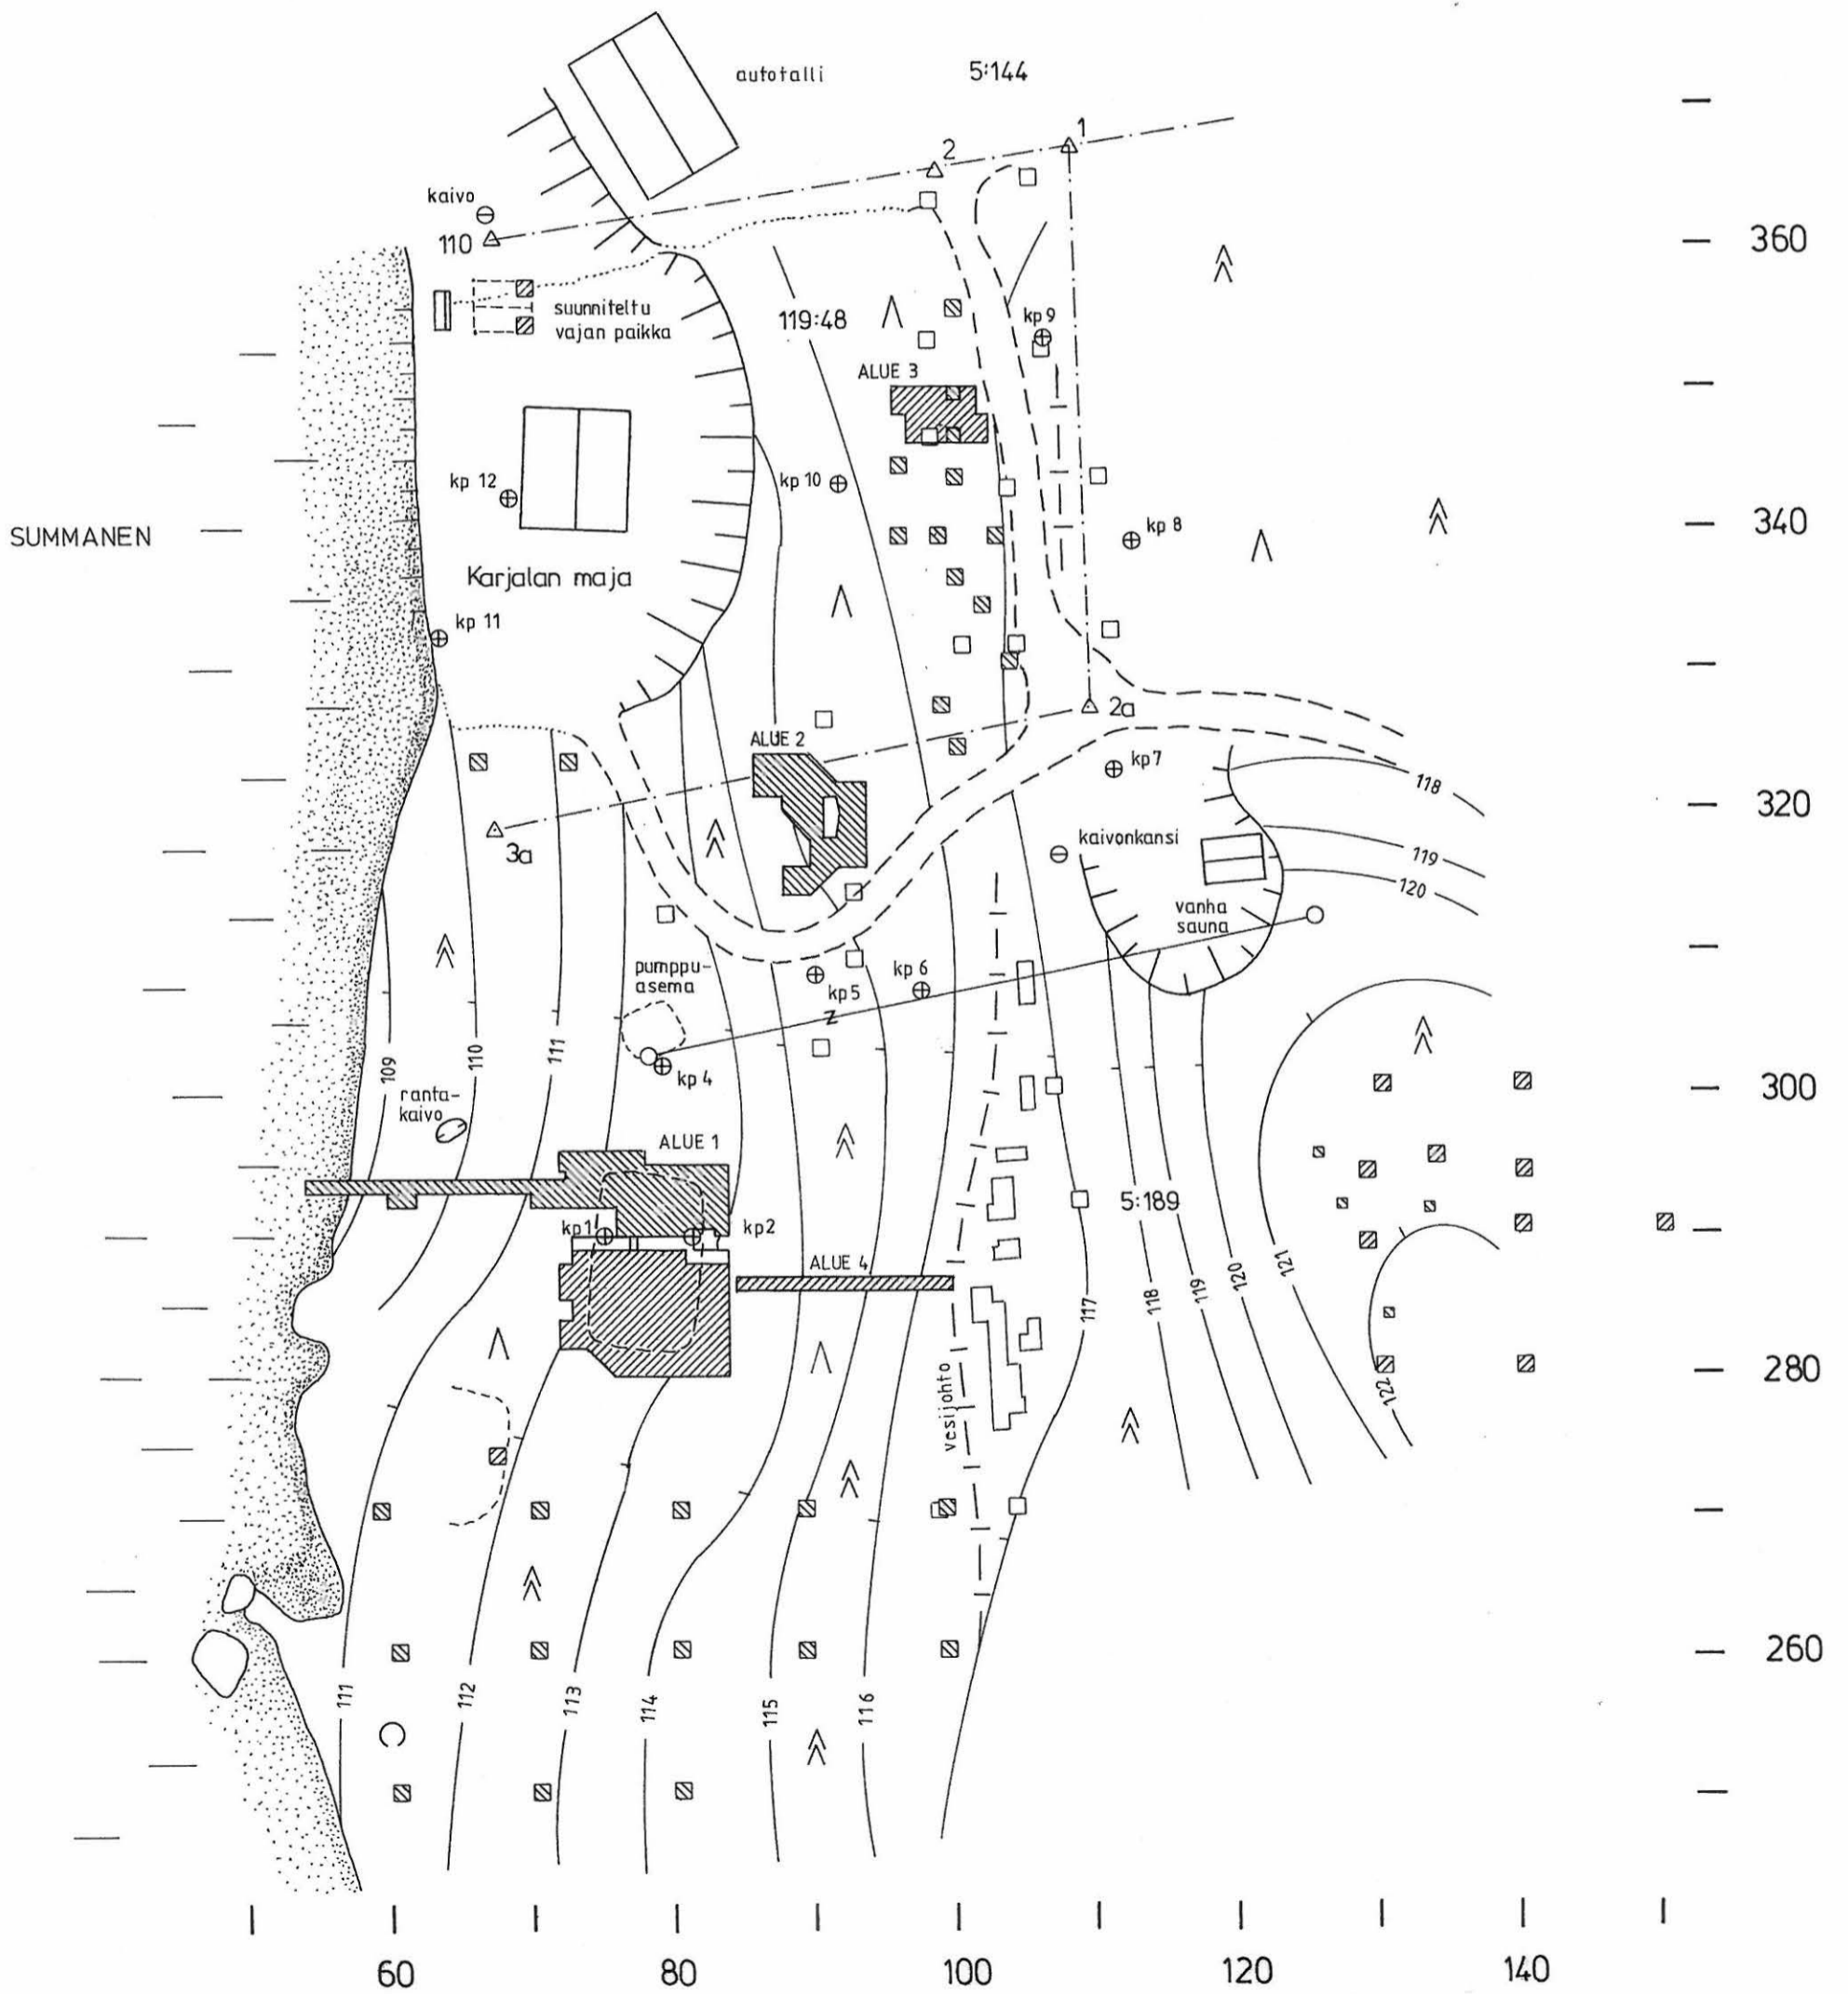 autotalli
5:144
1
2
kaivo
110
360
suunniteltu
vajan paikka
119:48
kp 9
ALUE 3
kp 12
kp 10
SUMMANEN
kp 8
340
Karjalan maja
kp 11
2a
ALUE 2
kp 7
118
320
3a
kaivonkansi
119
120
vanha
sauna
pumppu-
asema
kp 5
kp 6
z
109
110
111
kp 4
300
ranta-
kaivo
ALUE 1
5:189
kp1
kp2
ALUE 4
117
118
119
120
121
280
122
vesijohto
260
111
112
113
114
115
116
60
80
100
120
140